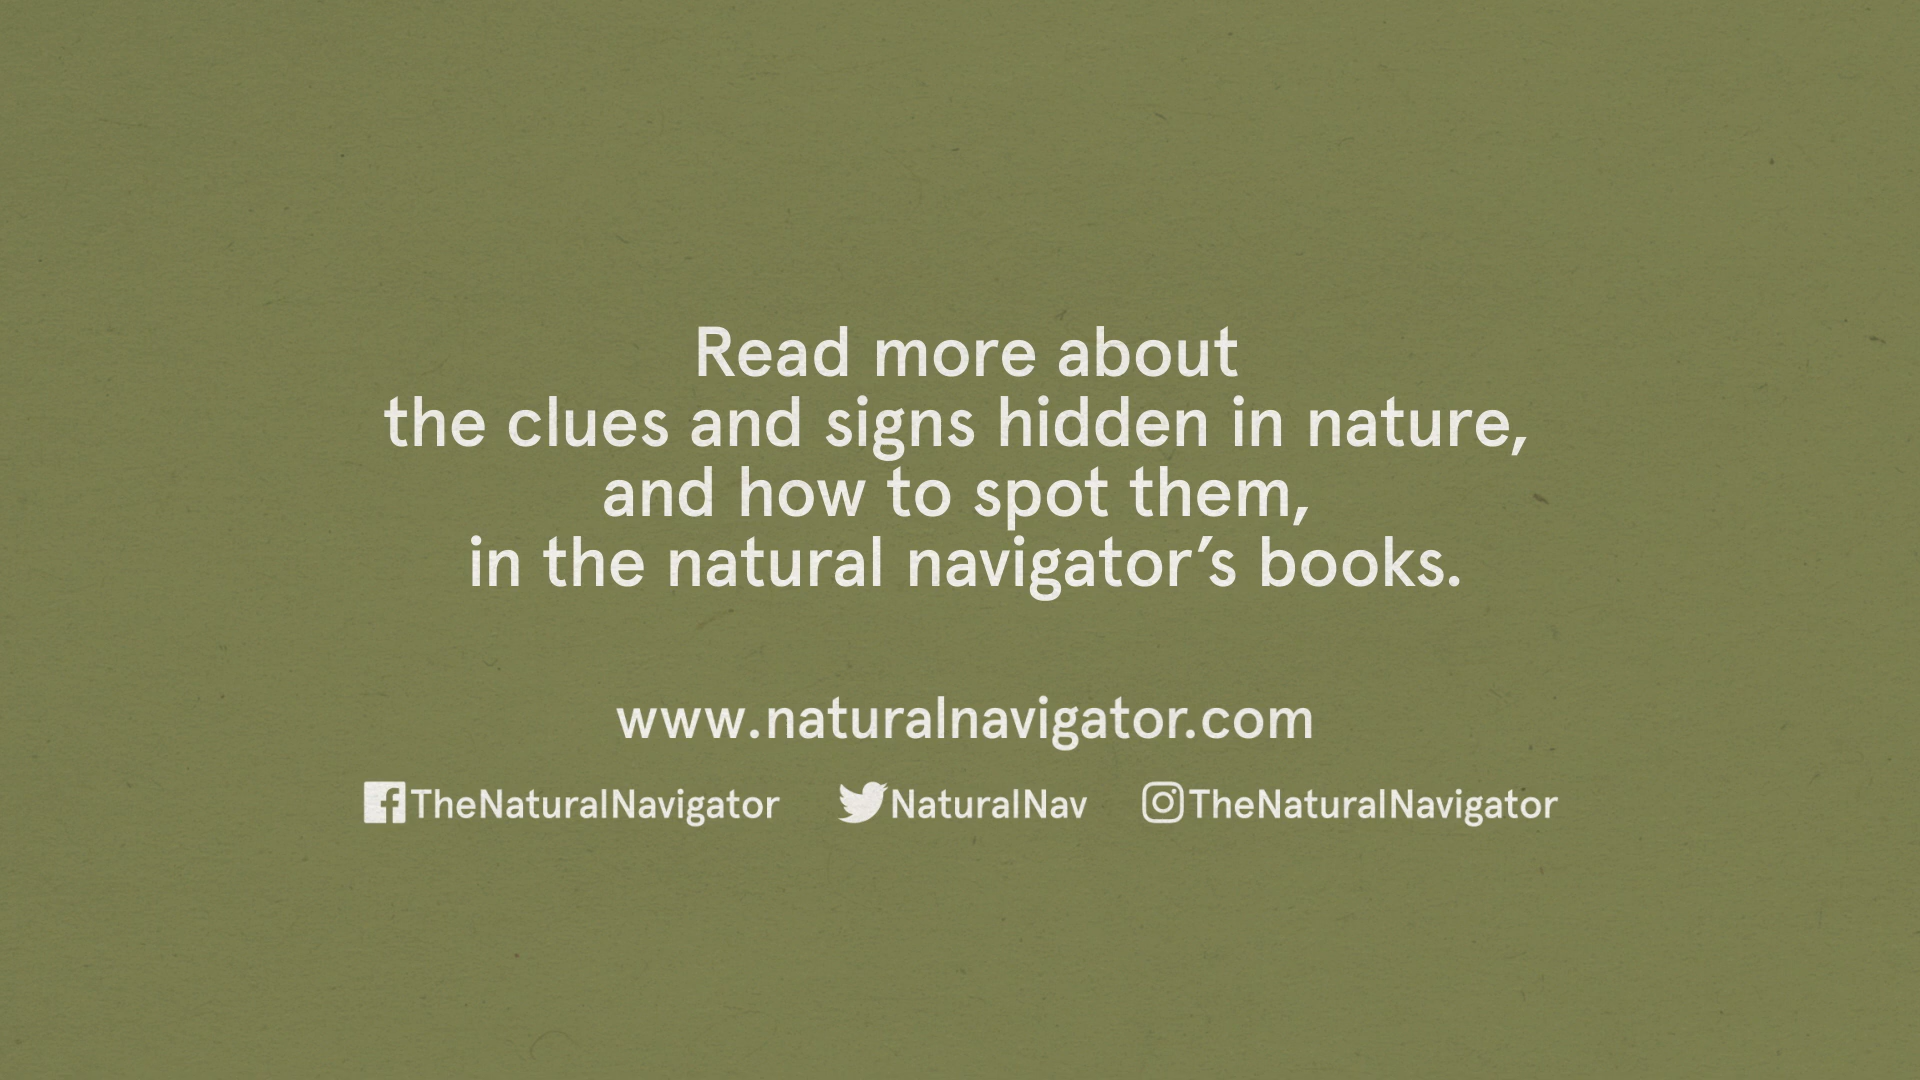 Read more about
the clues and signs hidden in nature,
and how to spot them,
in the natural navigator’s books.
www.naturalnavigator.com
TheNaturalNavigator NaturalNav TheNaturalNavigator